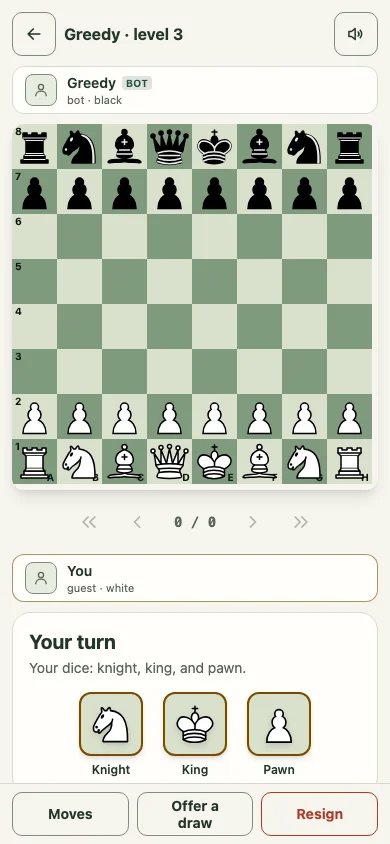 Greedy · level 3
Greedy BOT
bot · black
8
7
6
5
4
3
2
1
A B C D E F G H
0 / 0
You
guest · white
Your turn
Your dice: knight, king, and pawn.
Knight King Pawn
Moves
Offer a
draw
Resign